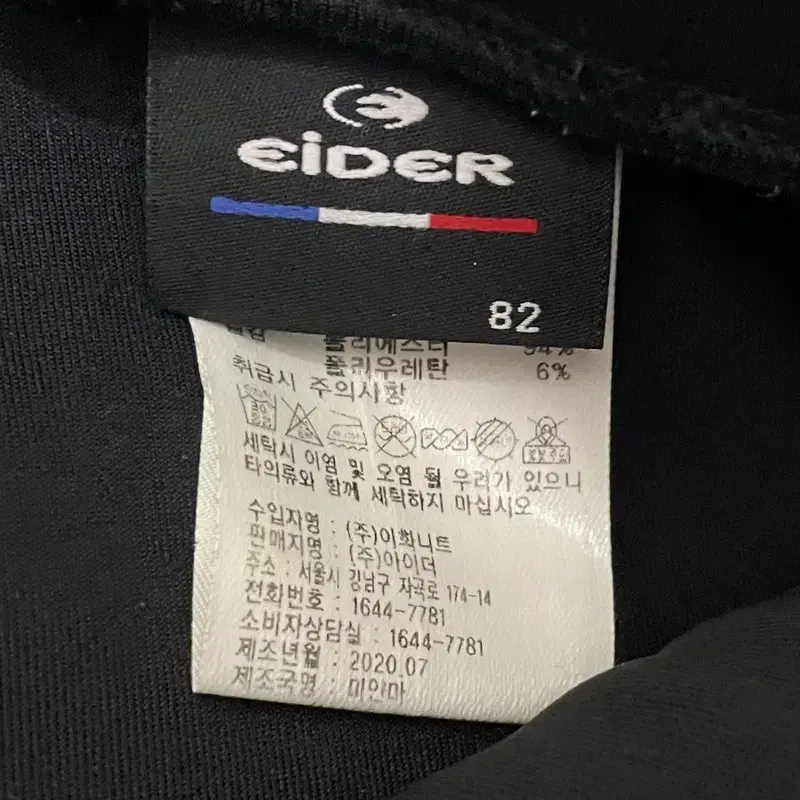 EiDER
82
폴리에스터 94%
폴리우레탄 6%
취급시 주의사항
세탁시 이염 및 오염 될 우려가 있으니
타의류와 함께 세탁하지 마십시오
수입자명 : (주)이화니트
판매자명 : (주)아이더
주소 : 서울시 강남구 자곡로 174-14
전화번호 : 1644-7781
소비자상담실 : 1644-7781
제조년월 : 2020.07
제조국명 : 미얀마